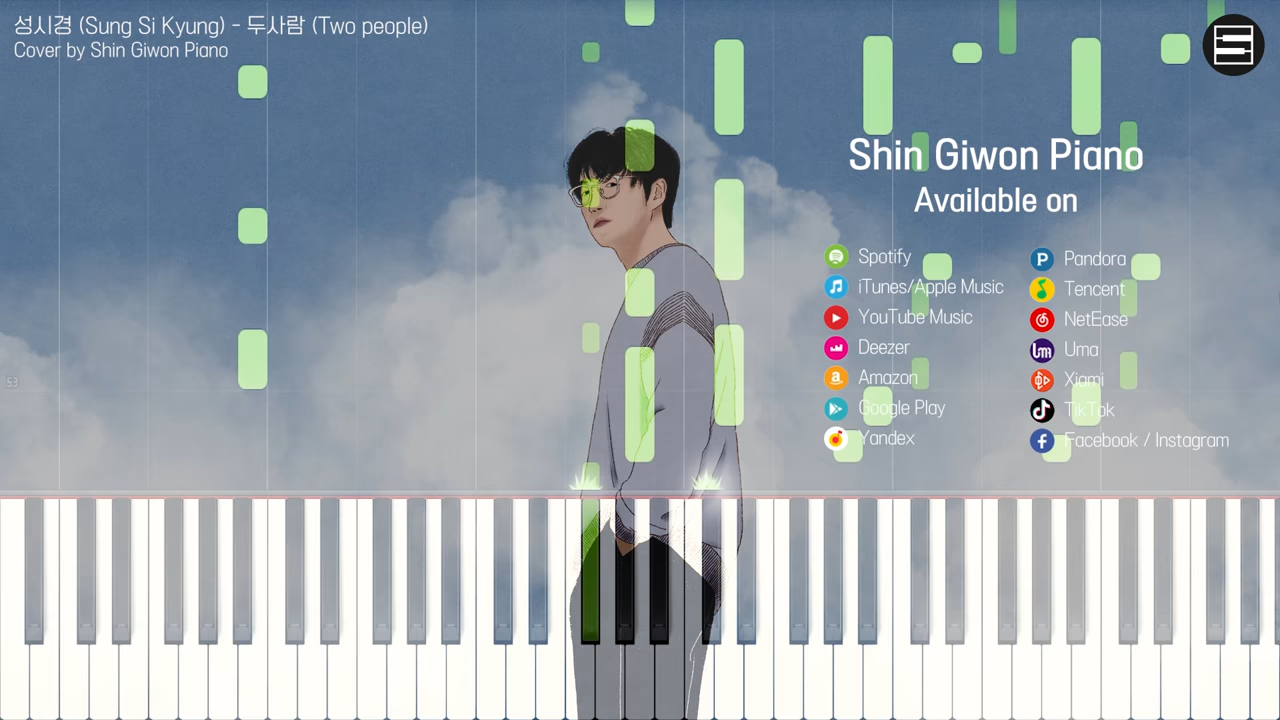 성시경 (Sung Si Kyung) - 두사람 (Two people)
Cover by Shin Giwon Piano
Shin Giwon Piano
Available on
Spotify
iTunes/Apple Music
YouTube Music
Deezer
Amazon
Google Play
Yandex
Pandora
Tencent
NetEase
Uma
Xiami
TikTok
Facebook / Instagram
53